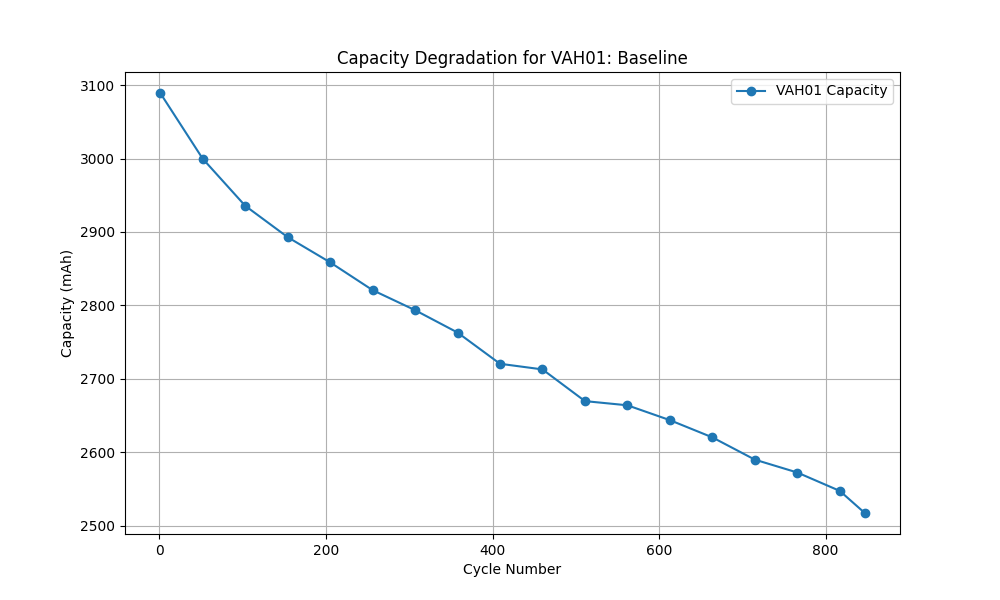 Capacity Degradation for VAH01: Baseline
VAH01 Capacity
Capacity (mAh)
3100
3000
2900
2800
2700
2600
2500
0 200 400 600 800
Cycle Number